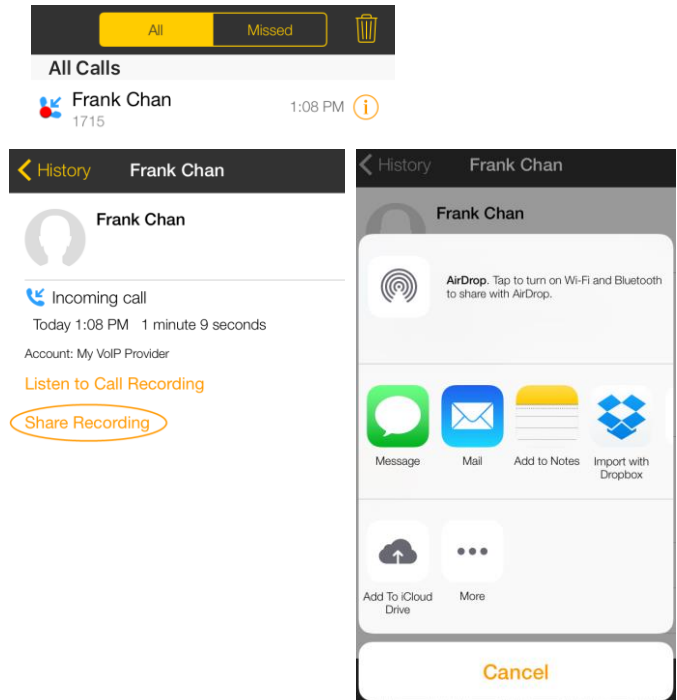 All
Missed
All Calls
Frank Chan
1:08 PM
1715
History
Frank Chan
Frank Chan
Incoming call
Today 1:08 PM 1 minute 9 seconds
Account: My VoIP Provider
Listen to Call Recording
Share Recording
History
Frank Chan
Frank Chan
AirDrop. Tap to turn on Wi-Fi and Bluetooth
to share with AirDrop.
Message
Mail
Add to Notes
Import with
Dropbox
Add To iCloud
Drive
More
Cancel